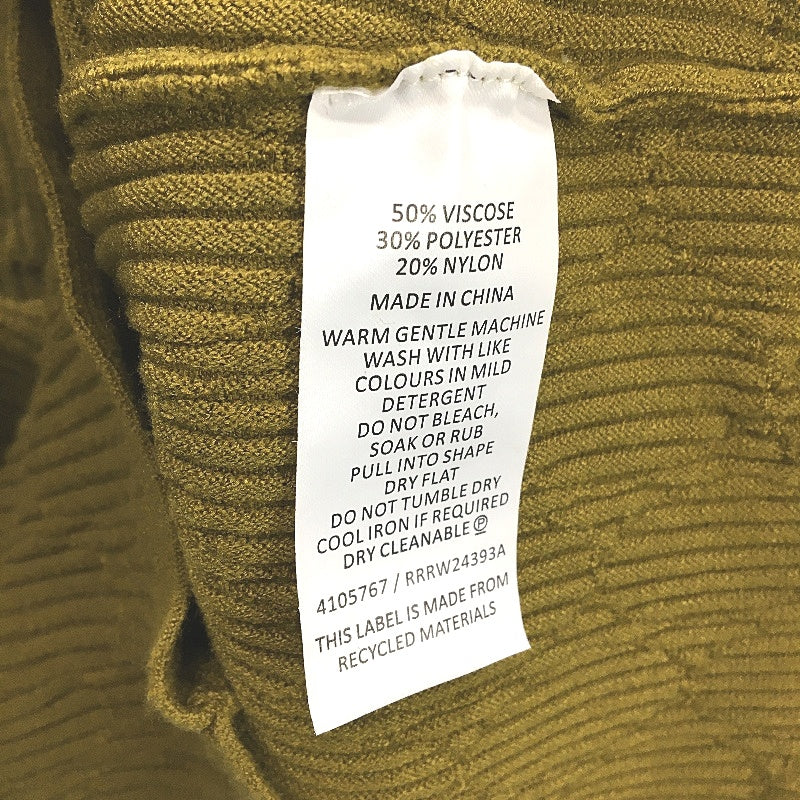 50% VISCOSE
30% POLYESTER
20% NYLON
MADE IN CHINA
WARM GENTLE MACHINE
WASH WITH LIKE
COLOURS IN MILD
DETERGENT
DO NOT BLEACH,
SOAK OR RUB
PULL INTO SHAPE
DRY FLAT
DO NOT TUMBLE DRY
COOL IRON IF REQUIRED
DRY CLEANABLE Ⓟ
4105767 / RRRW24393A
THIS LABEL IS MADE FROM
RECYCLED MATERIALS